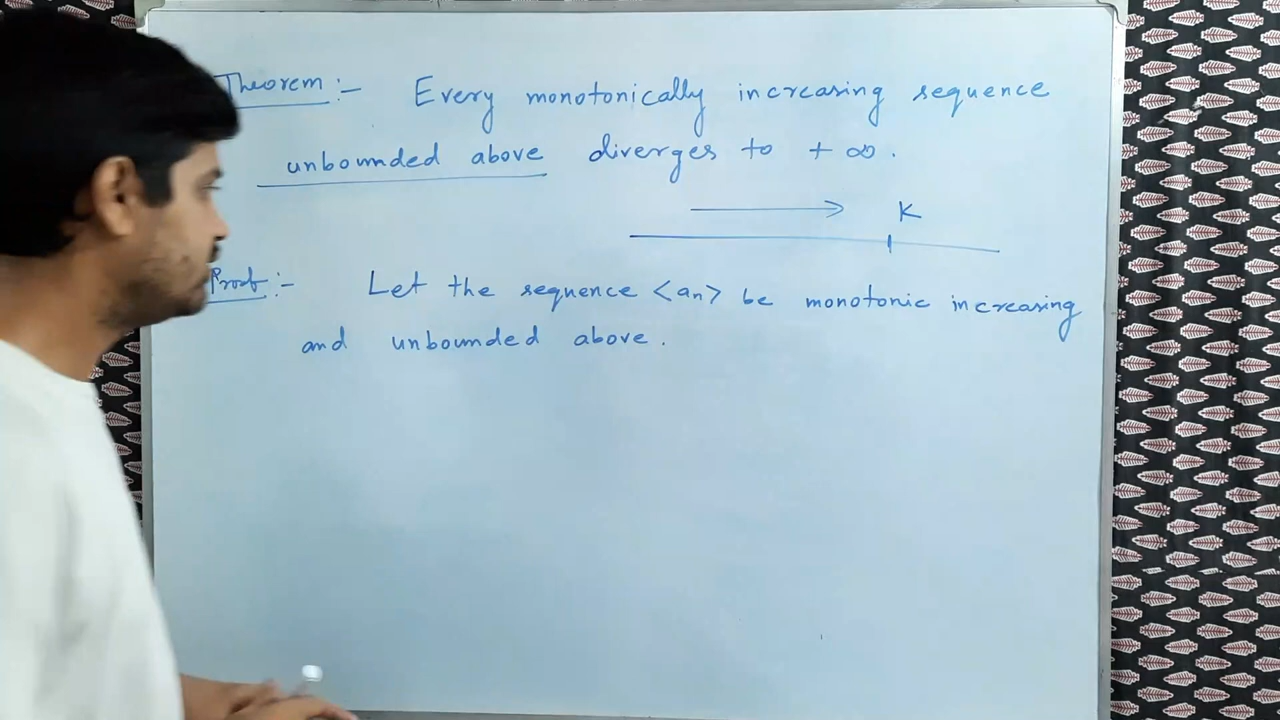 Theorem :- Every monotonically increasing sequence
unbounded above diverges to + ∞ .
K
Proof :- Let the sequence <an> be monotonic increasing
and unbounded above .